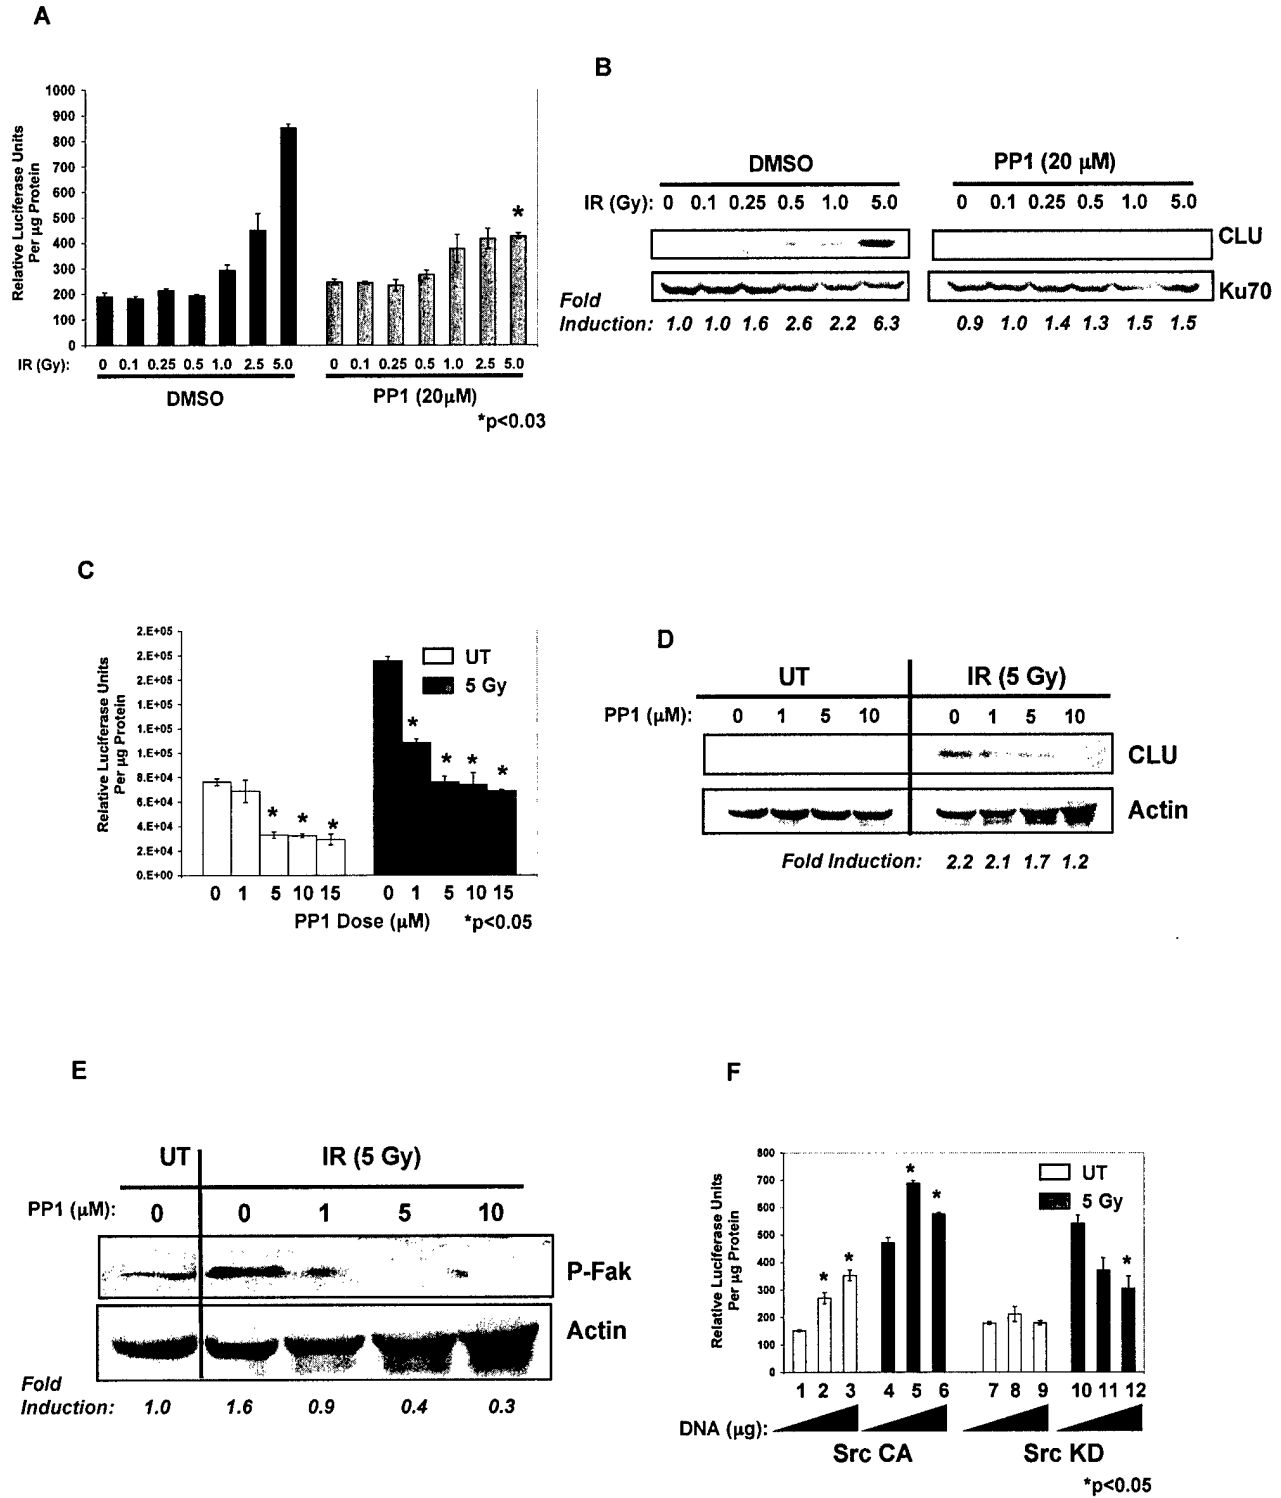 A
Relative Luciferase Units
Per µg Protein
1000
900
800
700
600
500
400
300
200
100
0
*
IR (Gy): 0 0.1 0.25 0.5 1.0 2.5 5.0 0 0.1 0.25 0.5 1.0 2.5 5.0
DMSO PP1 (20µM)
*p<0.03
B
DMSO PP1 (20 µM)
IR (Gy): 0 0.1 0.25 0.5 1.0 5.0 0 0.1 0.25 0.5 1.0 5.0
CLU
Ku70
Fold
Induction: 1.0 1.0 1.6 2.6 2.2 6.3 0.9 1.0 1.4 1.3 1.5 1.5
C
Relative Luciferase Units
Per µg Protein
2.E+05
2.E+05
2.E+05
1.E+05
1.E+05
1.E+05
8.E+04
6.E+04
4.E+04
2.E+04
0.E+00
UT
5 Gy
* * * * * * *
0 1 5 10 15 0 1 5 10 15
PP1 Dose (µM) *p<0.05
D
UT IR (5 Gy)
PP1 (µM): 0 1 5 10 0 1 5 10
CLU
Actin
Fold Induction: 2.2 2.1 1.7 1.2
E
UT IR (5 Gy)
PP1 (µM): 0 0 1 5 10
P-Fak
Actin
Fold
Induction: 1.0 1.6 0.9 0.4 0.3
F
Relative Luciferase Units
Per µg Protein
800
700
600
500
400
300
200
100
0
UT
5 Gy
* * * * *
1 2 3 4 5 6 7 8 9 10 11 12
DNA (µg):
Src CA Src KD
*p<0.05